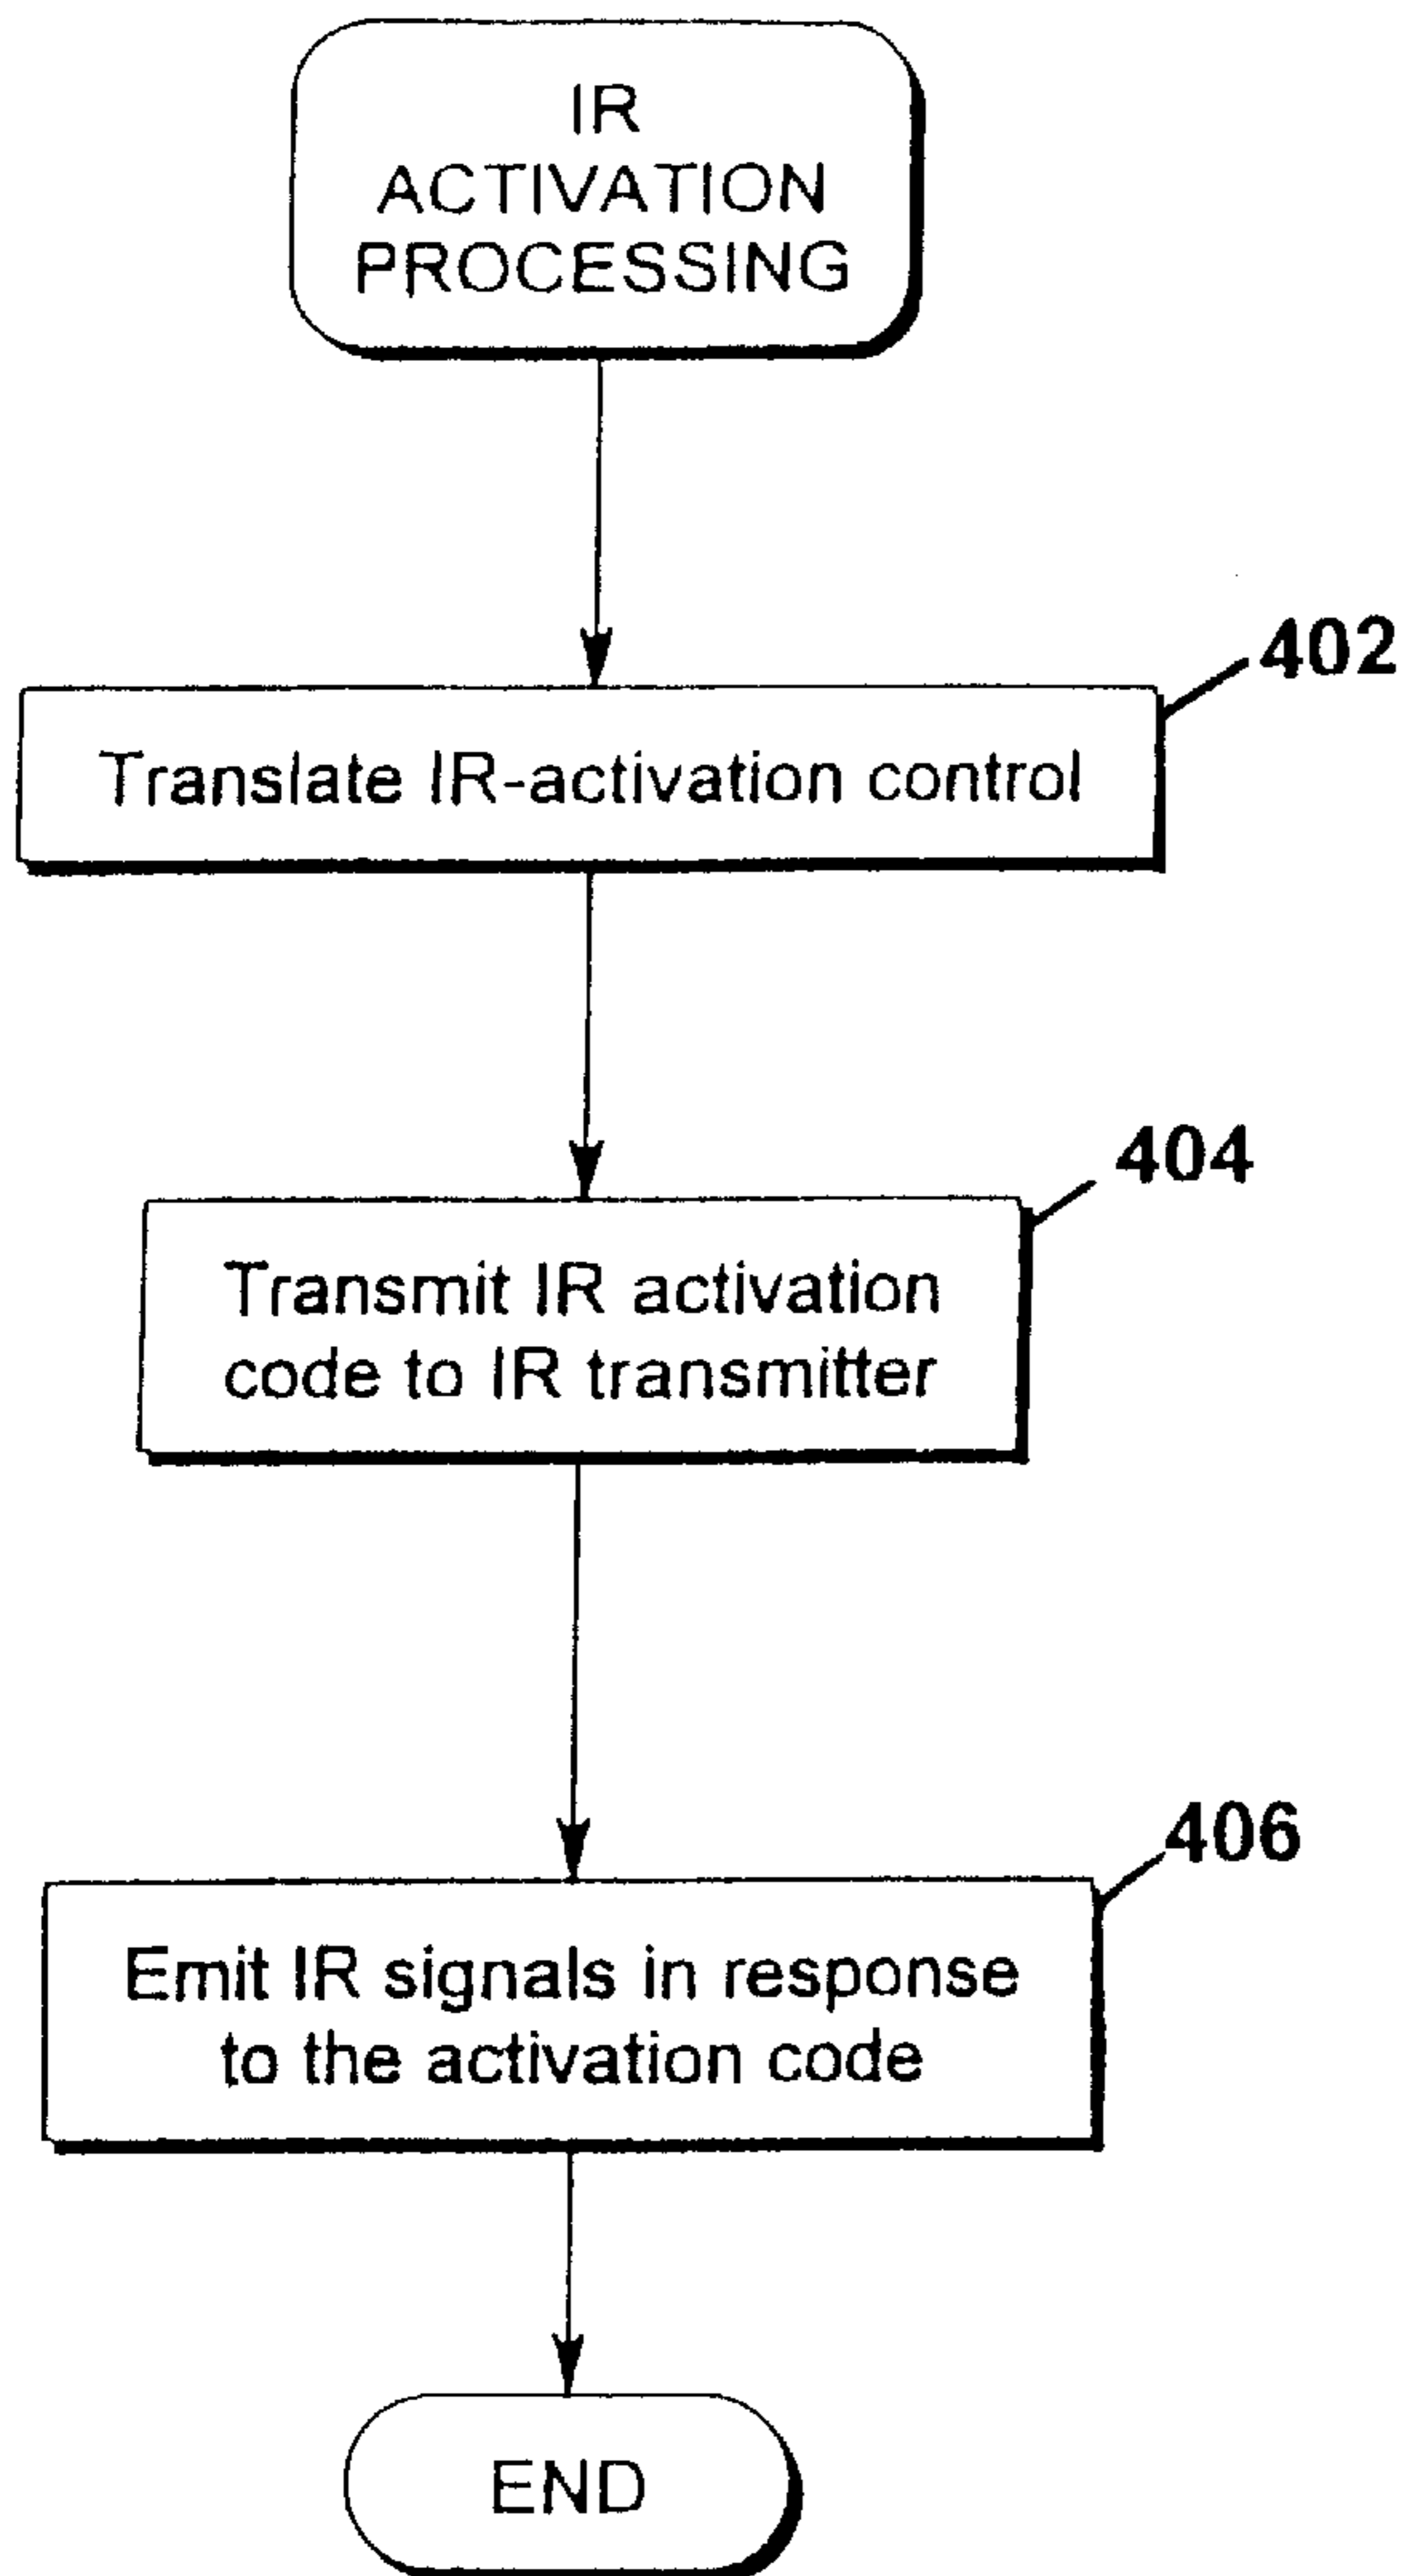 IR
ACTIVATION
PROCESSING
402
Translate IR-activation control
404
Transmit IR activation
code to IR transmitter
406
Emit IR signals in response
to the activation code
END